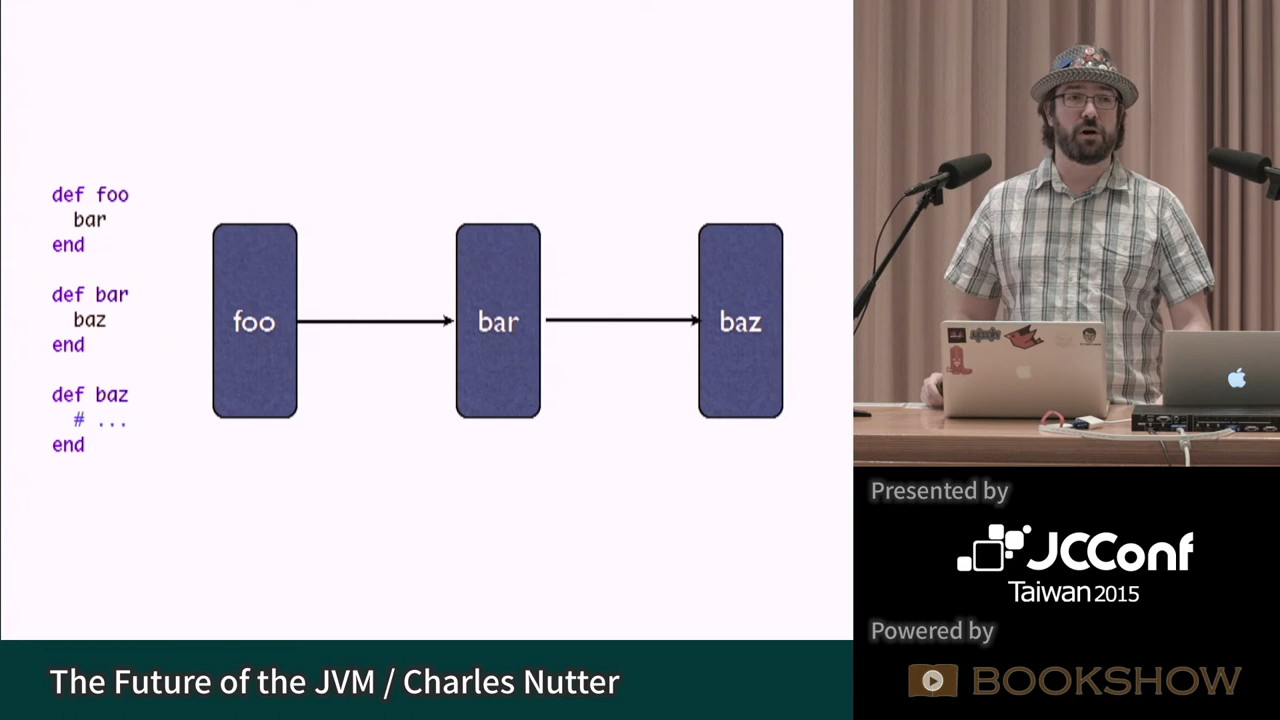 def foo
  bar
end
def bar
  baz
end
def baz
  # ...
end
foo
bar
baz
Presented by
JCConf
Taiwan 2015
Powered by
BOOKSHOW
The Future of the JVM / Charles Nutter